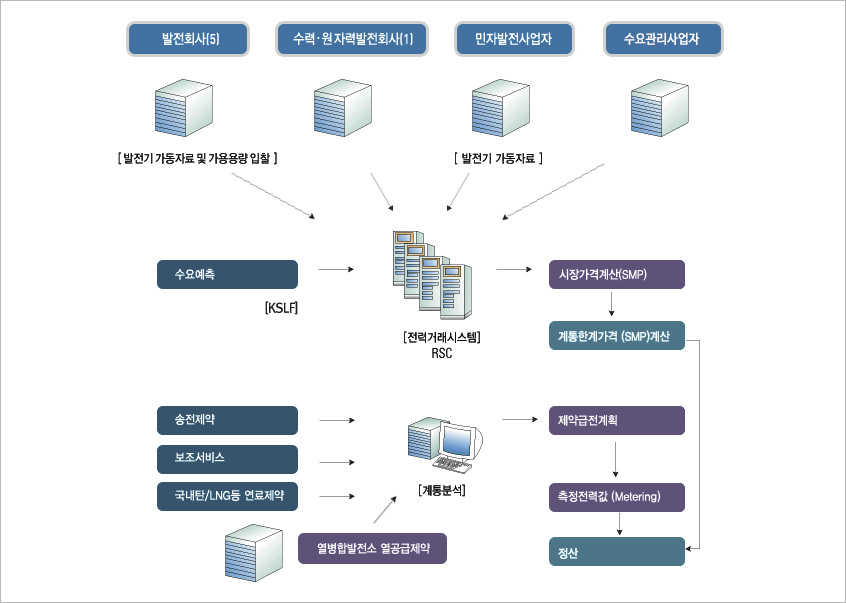 발전회사(5)
수력·원자력발전회사(1)
민자발전사업자
수요관리사업자
[ 발전기 가동자료 및 가용용량 입찰 ]
[ 발전기 가동자료 ]
수요예측
[KSLF]
[전력거래시스템]
RSC
시장가격계산(SMP)
계통한계가격 (SMP)계산
송전제약
보조서비스
국내탄/LNG등 연료제약
[계통분석]
열병합발전소 열공급제약
제약급전계획
측정전력값 (Metering)
정산